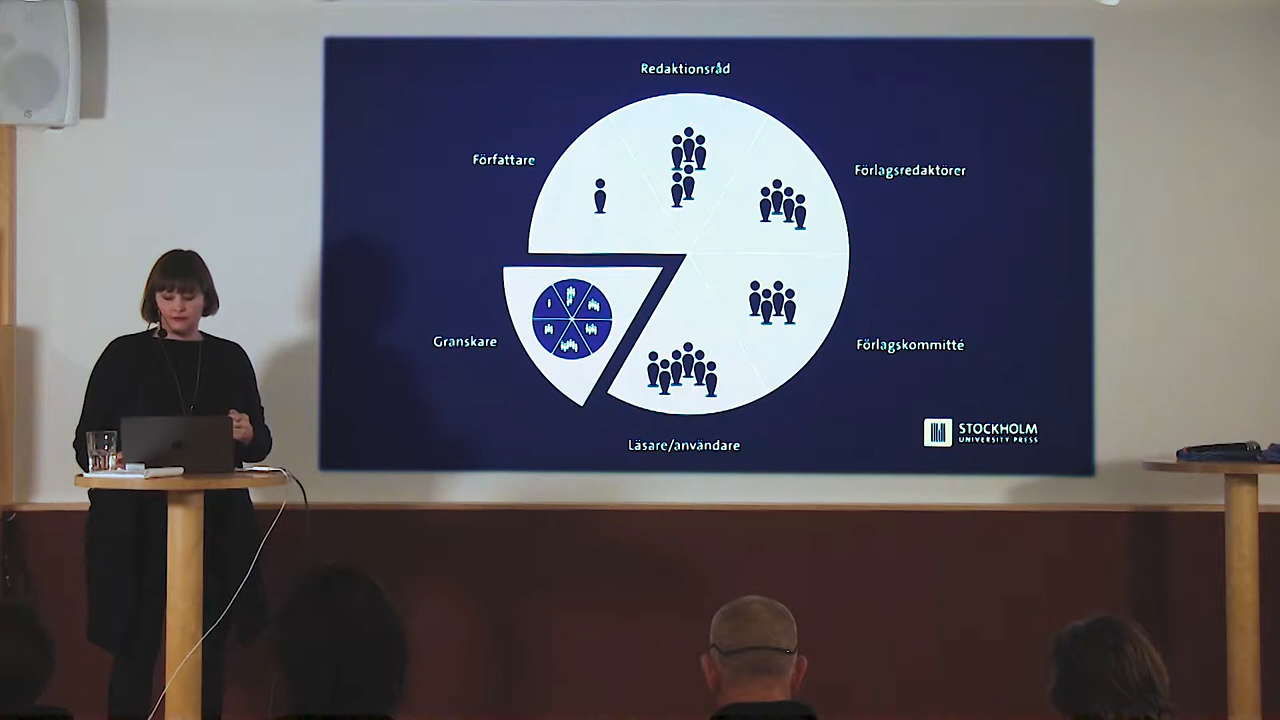 Redaktionsråd
Författare
Förlagsredaktörer
Granskare
Förlagskommitté
Läsare/användare
STOCKHOLM
UNIVERSITY PRESS